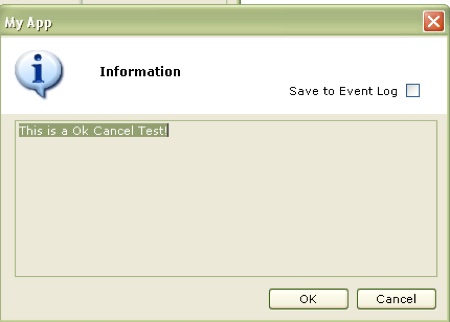 My App
Information
Save to Event Log
This is a Ok Cancel Test!
OK
Cancel